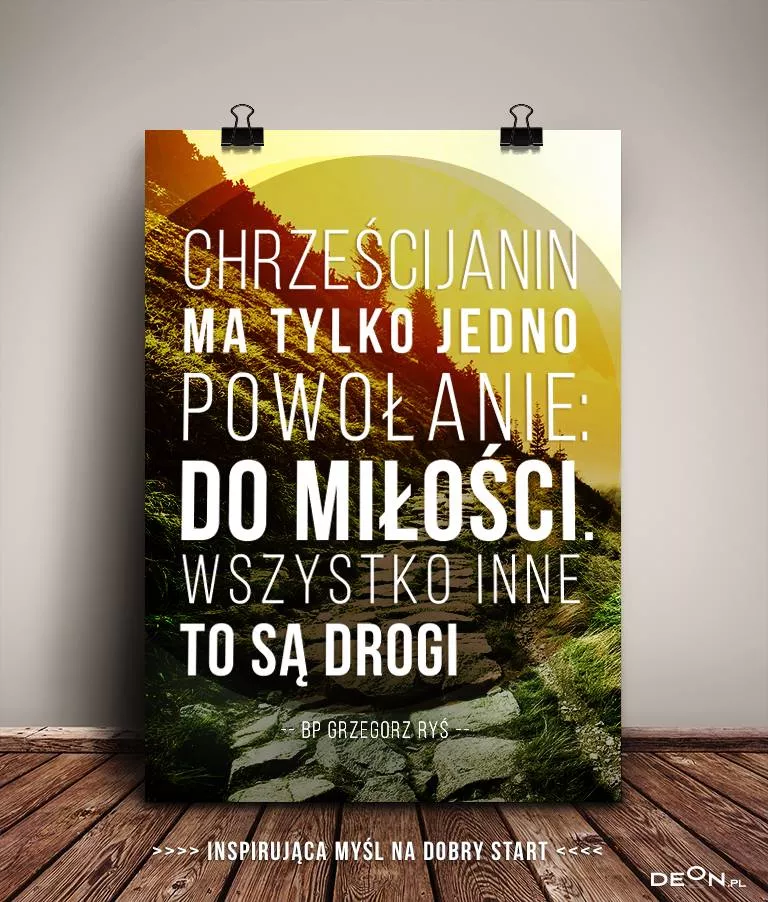 CHRZEŚCIJANIN
MA TYLKO JEDNO
POWOŁANIE:
DO MIŁOŚCI.
WSZYSTKO INNE
TO SĄ DROGI
-- BP GRZEGORZ RYŚ --
>>>> INSPIRUJĄCA MYŚL NA DOBRY START <<<<
DEON.PL